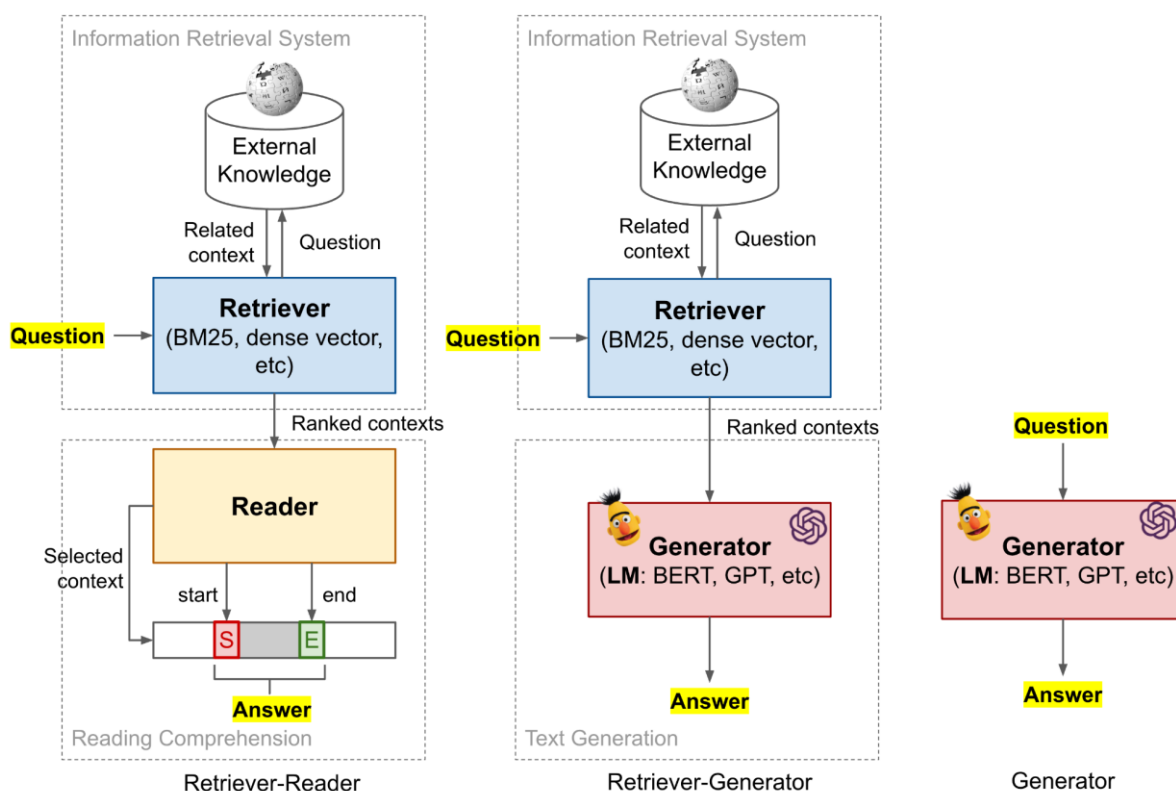 Information Retrieval System
External
Knowledge
Related
context
Question
Question
Retriever
(BM25, dense vector,
etc)
Ranked contexts
Reader
Selected
context
start
end
S
E
Answer
Reading Comprehension
Retriever-Reader
Information Retrieval System
External
Knowledge
Related
context
Question
Question
Retriever
(BM25, dense vector,
etc)
Ranked contexts
Generator
(LM: BERT, GPT, etc)
Answer
Text Generation
Retriever-Generator
Question
Generator
(LM: BERT, GPT, etc)
Answer
Generator